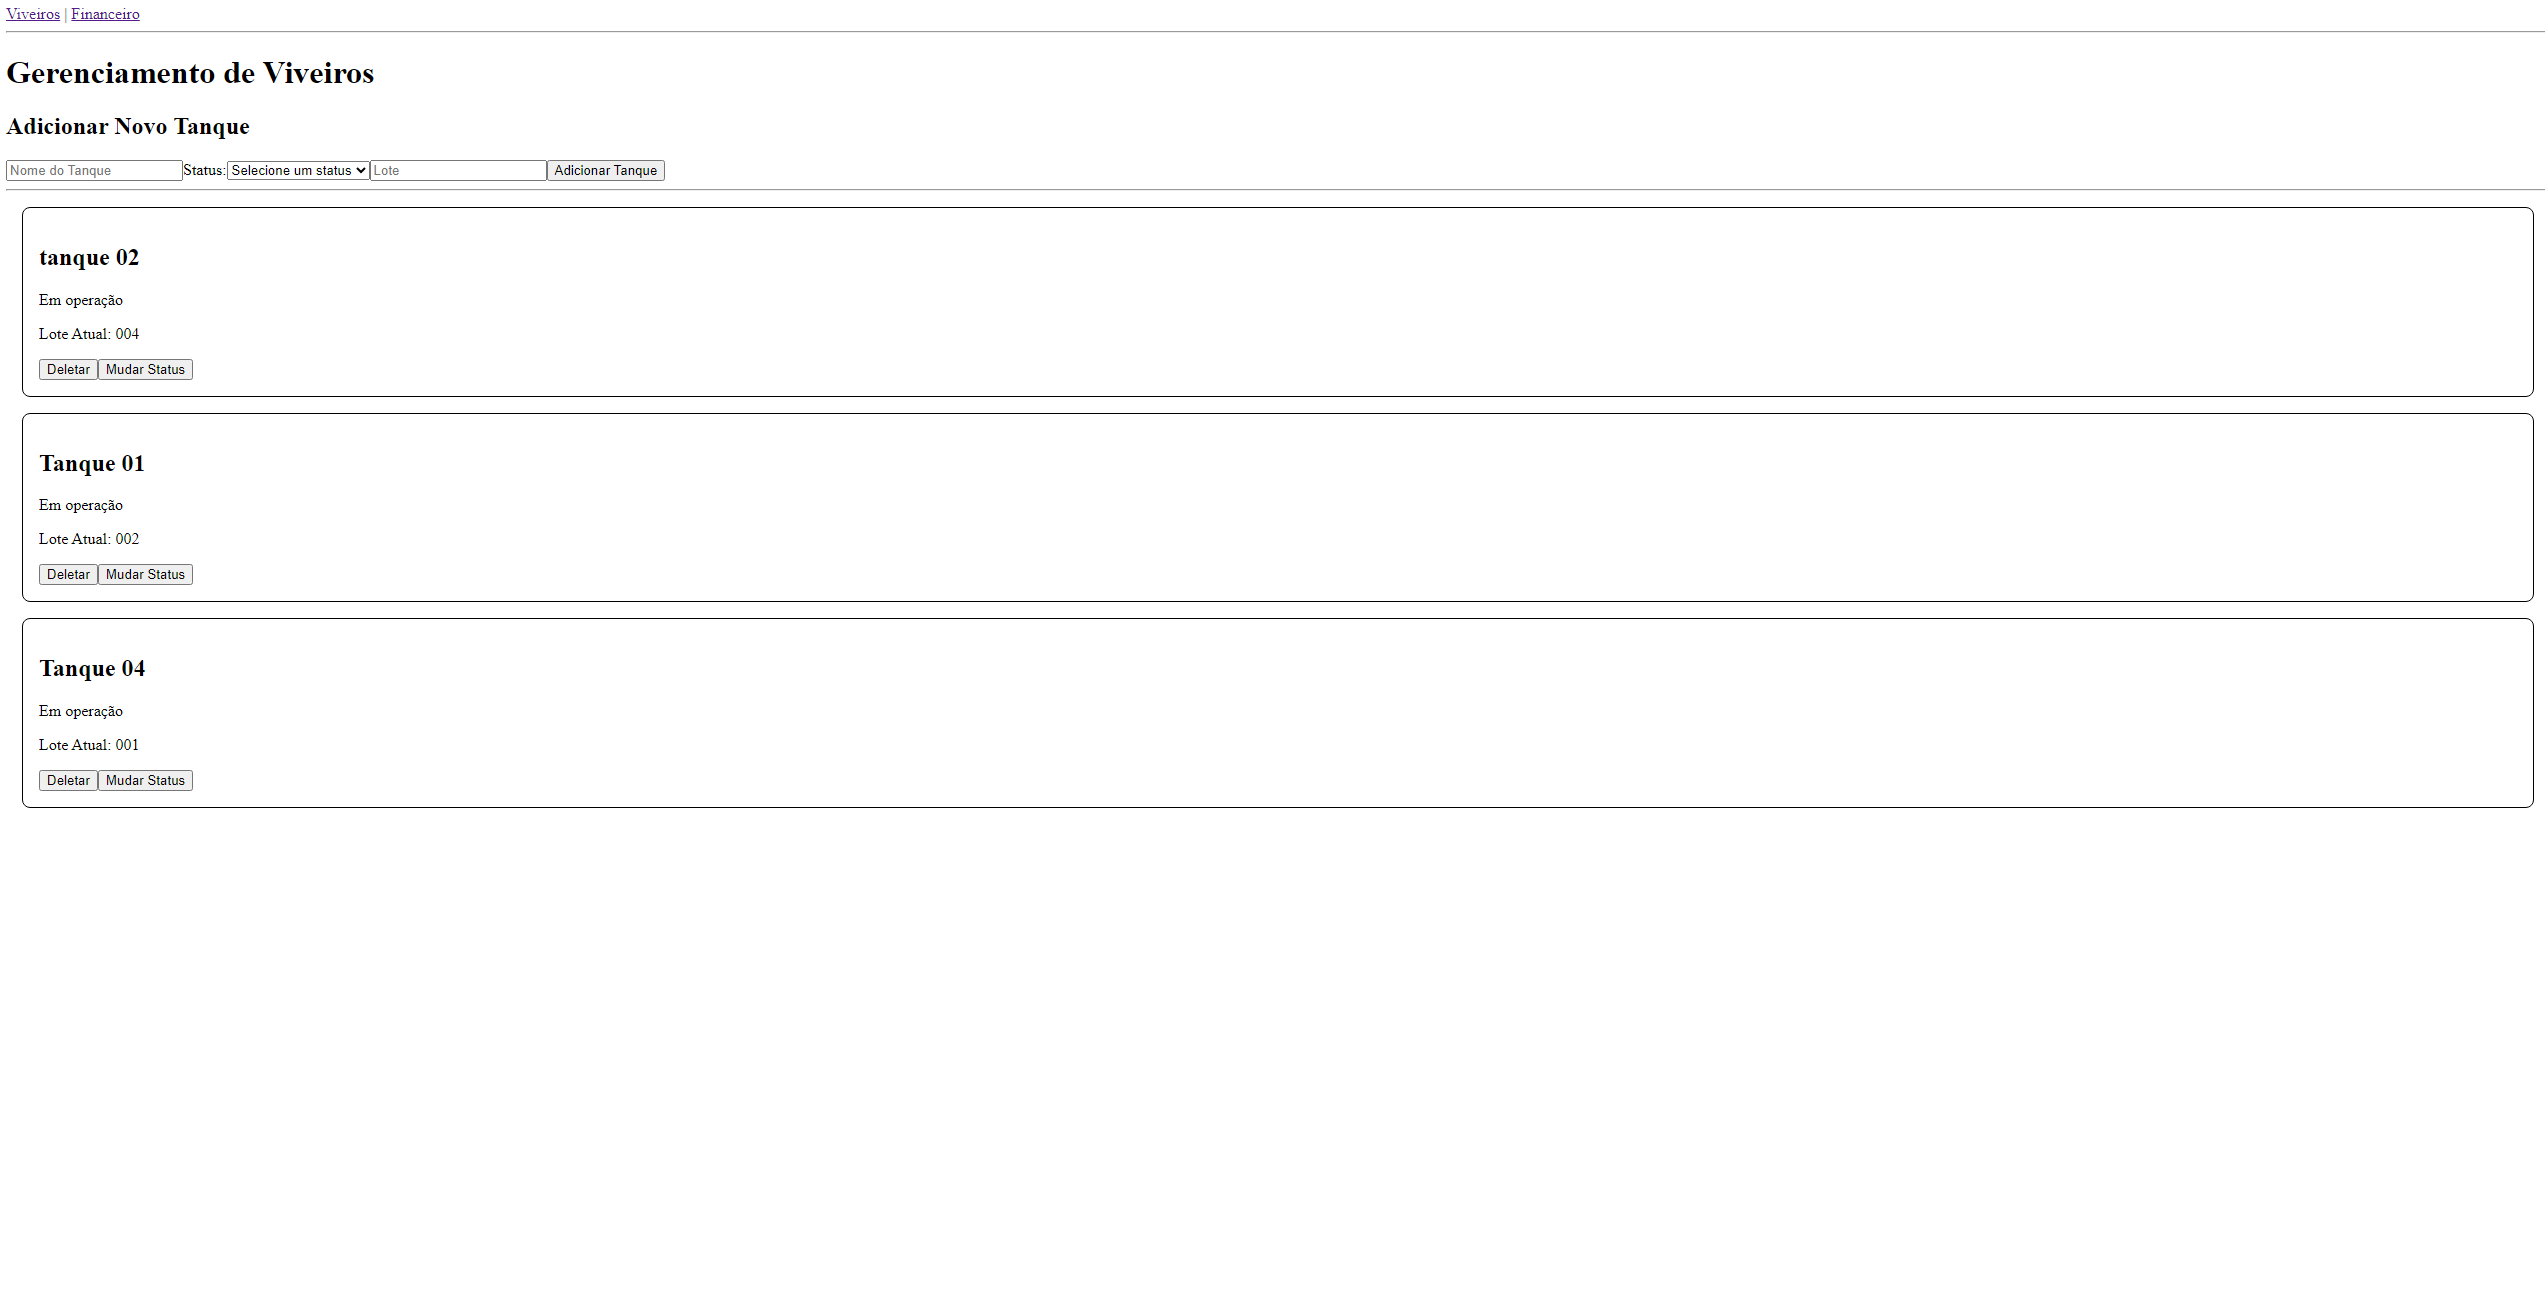 Viveiros | Financeiro
Gerenciamento de Viveiros
Adicionar Novo Tanque
Nome do Tanque Status: Selecione um status Lote Adicionar Tanque
tanque 02
Em operação
Lote Atual: 004
Deletar Mudar Status
Tanque 01
Em operação
Lote Atual: 002
Deletar Mudar Status
Tanque 04
Em operação
Lote Atual: 001
Deletar Mudar Status